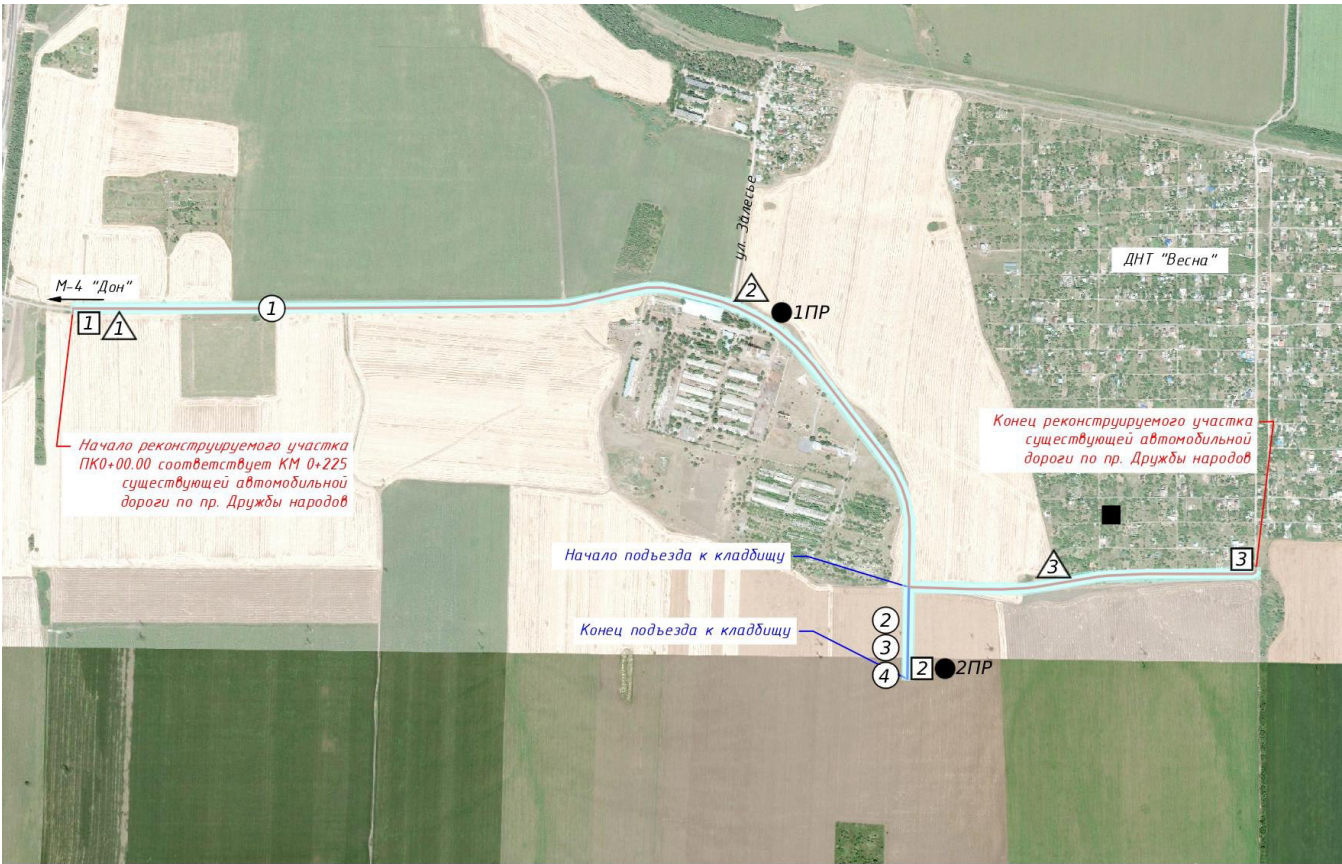 ул. Залесье
ДНТ "Весна"
М-4 "Дон"
1
1
1
2
1ПР
Начало реконструируемого участка
ПК0+00.00 соответствует КМ 0+225
существующей автомобильной
дороги по пр. Дружбы народов
Конец реконструируемого участка
существующей автомобильной
дороги по пр. Дружбы народов
Начало подъезда к кладбищу
3
3
2
Конец подъезда к кладбищу
3
4
2
2ПР